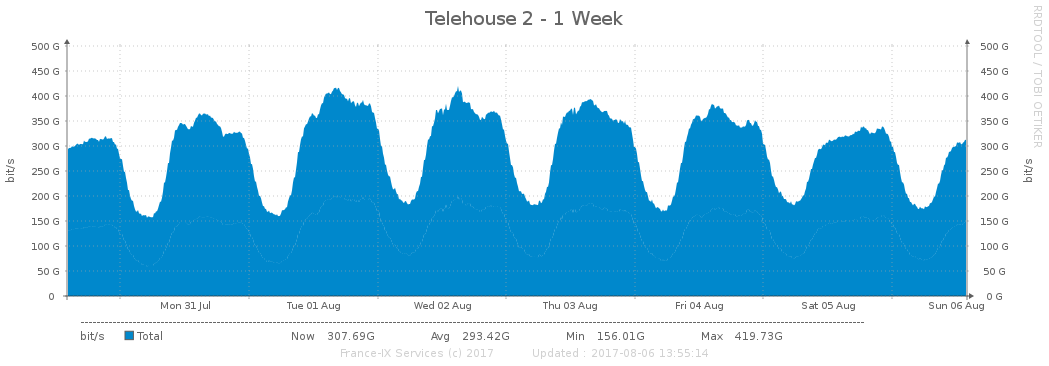 Telehouse 2 - 1 Week
RRDTOOL / TOBI OETIKER
500 G 500 G
450 G 450 G
400 G 400 G
350 G 350 G
300 G 300 G
250 G 250 G
200 G 200 G
150 G 150 G
100 G 100 G
50 G 50 G
0 0 G
bit/s bit/s
Mon 31 Jul Tue 01 Aug Wed 02 Aug Thu 03 Aug Fri 04 Aug Sat 05 Aug Sun 06 Aug
bit/s Total Now 307.69G Avg 293.42G Min 156.01G Max 419.73G
France-IX Services (c) 2017 Updated : 2017-08-06 13:55:14